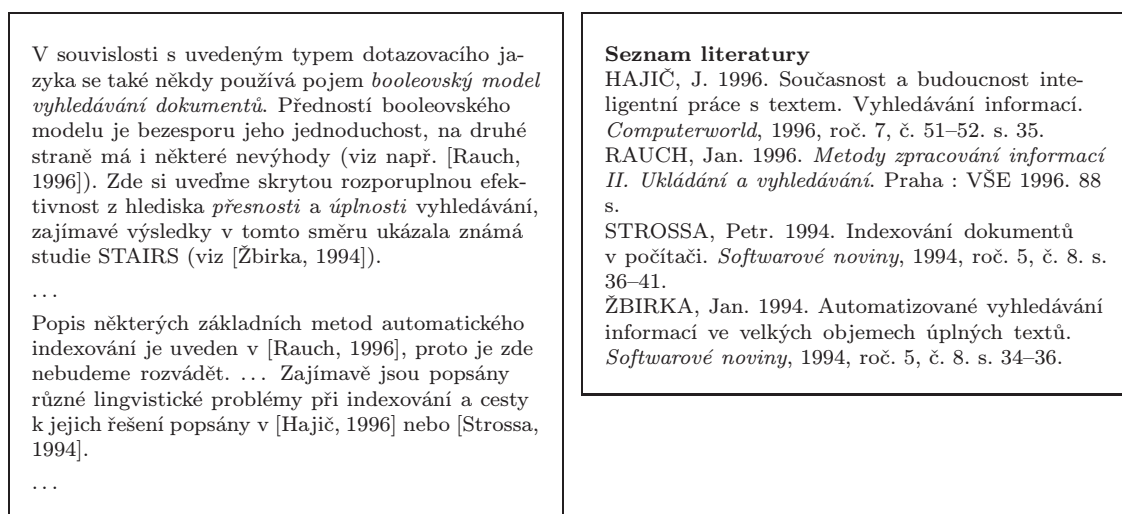 V souvislosti s uvedeným typem dotazovacího ja-
zyka se také někdy používá pojem booleovský model
vyhledávání dokumentů. Předností booleovského
modelu je bezesporu jeho jednoduchost, na druhé
straně má i některé nevýhody (viz např. [Rauch,
1996]). Zde si uveďme skrytou rozporuplnou efek-
tivnost z hlediska přesnosti a úplnosti vyhledávání,
zajímavé výsledky v tomto směru ukázala známá
studie STAIRS (viz [Žbirka, 1994]).
...
Popis některých základních metod automatického
indexování je uveden v [Rauch, 1996], proto je zde
nebudeme rozvádět. ... Zajímavě jsou popsány
různé lingvistické problémy při indexování a cesty
k jejich řešení popsány v [Hajič, 1996] nebo [Strossa,
1994].
...
Seznam literatury
HAJIČ, J. 1996. Současnost a budoucnost inte-
ligentní práce s textem. Vyhledávání informací.
Computerworld, 1996, roč. 7, č. 51–52. s. 35.
RAUCH, Jan. 1996. Metody zpracování informací
II. Ukládání a vyhledávání. Praha : VŠE 1996. 88
s.
STROSSA, Petr. 1994. Indexování dokumentů
v počítači. Softwarové noviny, 1994, roč. 5, č. 8. s.
36–41.
ŽBIRKA, Jan. 1994. Automatizované vyhledávání
informací ve velkých objemech úplných textů.
Softwarové noviny, 1994, roč. 5, č. 8. s. 34–36.